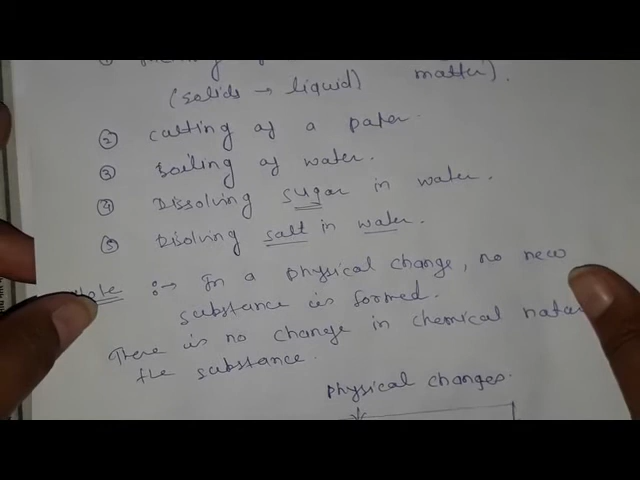 (solids → liquid) matter).
② Cutting of a paper.
③ Boiling of water.
④ Dissolving sugar in water.
⑤ Disolving salt in water.
Note :→ In a physical change, no new
substance is formed.
There is no change in chemical nature
the substance.
physical changes.